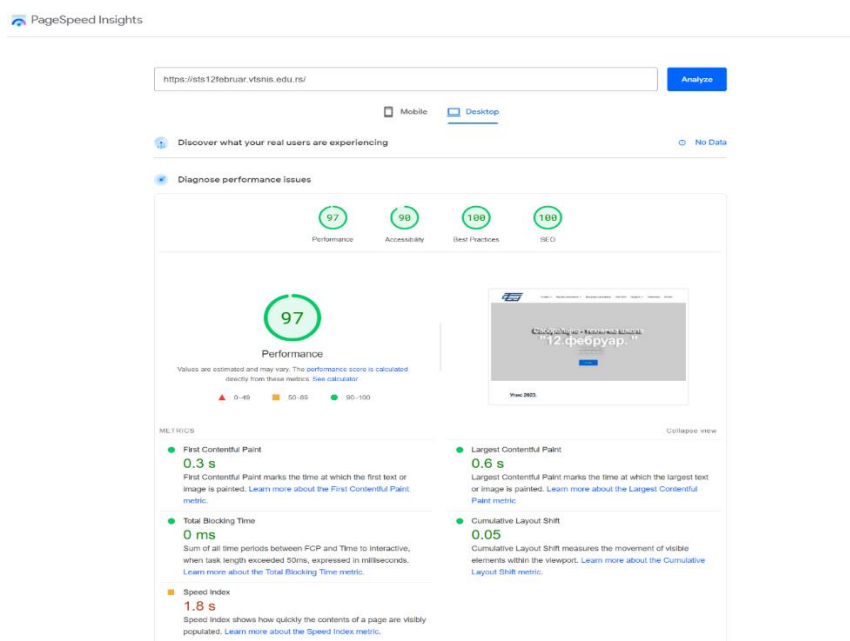 PageSpeed Insights
https://sts12februar.vtsnis.edu.rs/
Analyze
Mobile
Desktop
Discover what your real users are experiencing
No Data
Diagnose performance issues
97
90
100
100
Performance
Accessibility
Best Practices
SEO
97
Performance
Values are estimated and may vary. The performance score is calculated
directly from these metrics. See calculator.
0-49
50-89
90-100
"12.фебруар. "
Упис 2023.
METRICS
Collapse view
First Contentful Paint
0.3 s
First Contentful Paint marks the time at which the first text or
image is painted. Learn more about the First Contentful Paint
metric.
Largest Contentful Paint
0.6 s
Largest Contentful Paint marks the time at which the largest text
or image is painted. Learn more about the Largest Contentful
Paint metric
Total Blocking Time
0 ms
Sum of all time periods between FCP and Time to Interactive,
when task length exceeded 50ms, expressed in milliseconds.
Learn more about the Total Blocking Time metric.
Cumulative Layout Shift
0.05
Cumulative Layout Shift measures the movement of visible
elements within the viewport. Learn more about the Cumulative
Layout Shift metric.
Speed Index
1.8 s
Speed Index shows how quickly the contents of a page are visibly
populated. Learn more about the Speed Index metric.